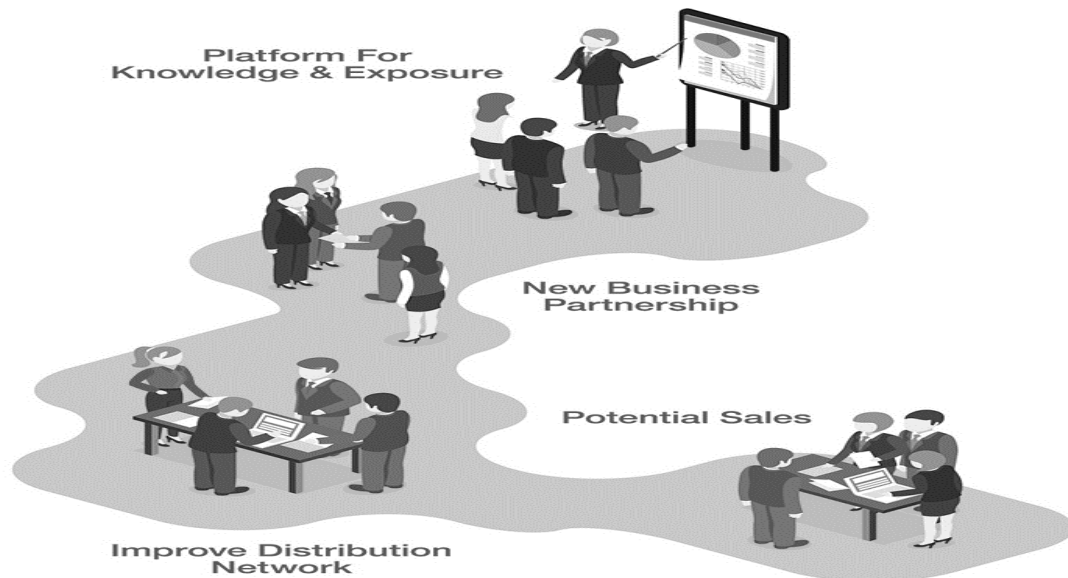 Platform For
Knowledge & Exposure
New Business
Partnership
Potential Sales
Improve Distribution
Network